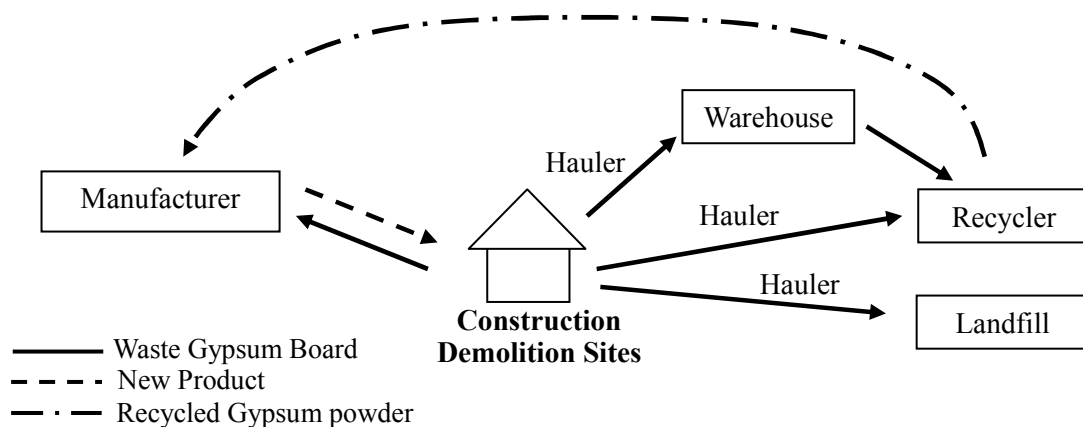 Warehouse
Hauler
Manufacturer
Hauler
Recycler
Hauler
Landfill
Construction
Demolition Sites
Waste Gypsum Board
New Product
Recycled Gypsum powder